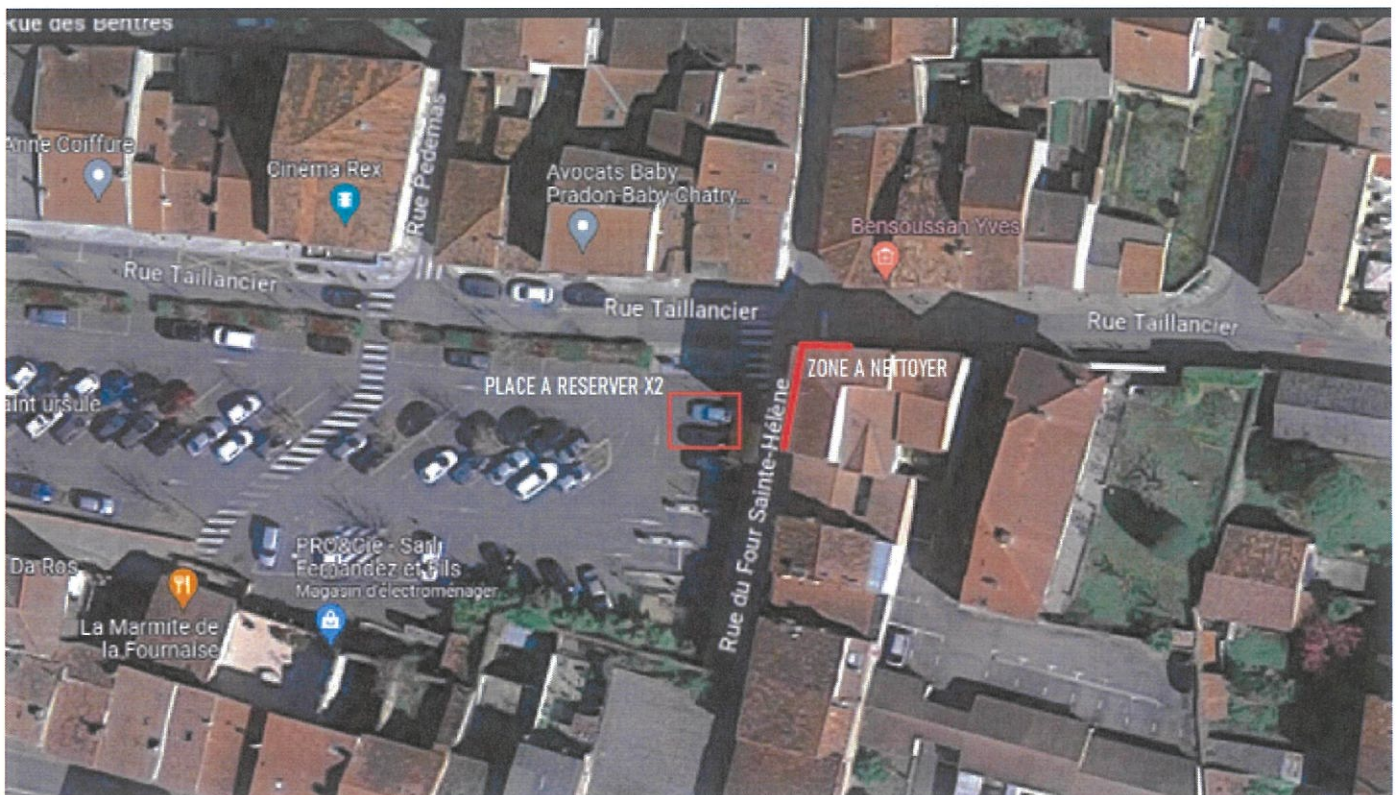 Rue des Bentres
Anne Coiffure
Cinéma Rex
Rue Pedemas
Avocats Baby
Pradon-Baby Chatry...
Bensoussan Yves
Rue Taillancier
Rue Taillancier
Rue Taillancier
PLACE A RESERVER X2
ZONE A NETTOYER
aint ursule
Rue du Four Sainte-Hélène
PRO&Cie - Sarl
Fernandez et Fils
Magasin d'électroménager
Da Ros
La Marmite de
la Fournaise